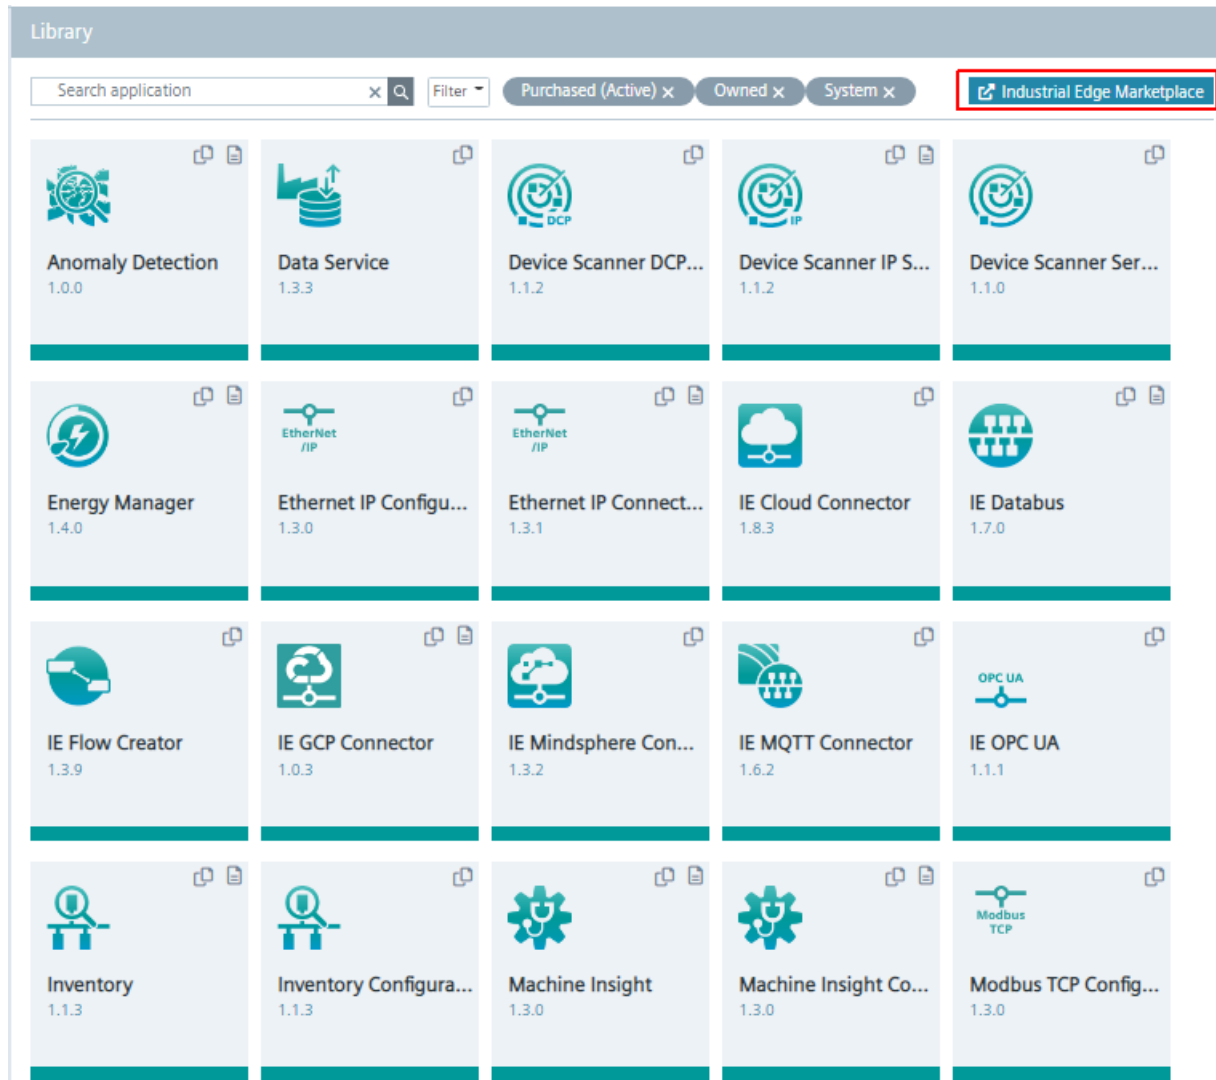 Library
Search application
Filter
Purchased (Active) ×
Owned ×
System ×
Industrial Edge Marketplace
Anomaly Detection
1.0.0
Data Service
1.3.3
DCP
Device Scanner DCP...
1.1.2
IP
Device Scanner IP S...
1.1.2
Device Scanner Ser...
1.1.0
Energy Manager
1.4.0
EtherNet
/IP
Ethernet IP Configu...
1.3.0
EtherNet
/IP
Ethernet IP Connect...
1.3.1
IE Cloud Connector
1.8.3
IE Databus
1.7.0
IE Flow Creator
1.3.9
IE GCP Connector
1.0.3
IE Mindsphere Con...
1.3.2
IE MQTT Connector
1.6.2
OPC UA
IE OPC UA
1.1.1
Inventory
1.1.3
Inventory Configura...
1.1.3
Machine Insight
1.3.0
Machine Insight Co...
1.3.0
Modbus
TCP
Modbus TCP Config...
1.3.0